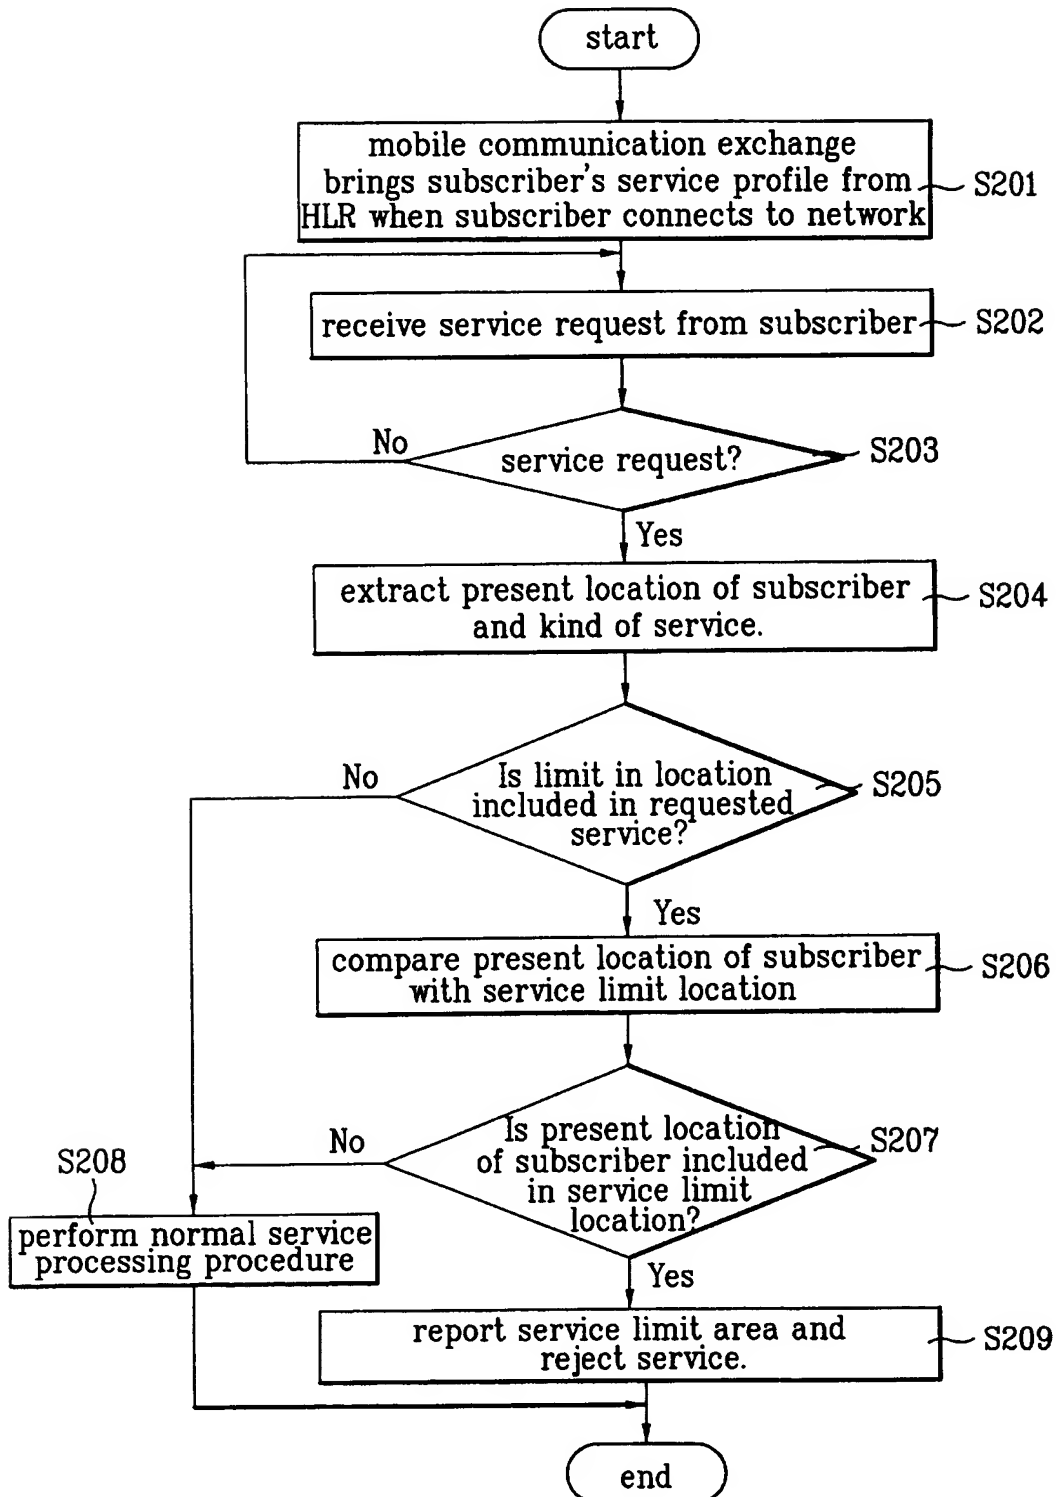 start
mobile communication exchange
brings subscriber's service profile from
HLR when subscriber connects to network
S201
receive service request from subscriber
S202
No
service request?
S203
Yes
extract present location of subscriber
and kind of service.
S204
No
Is limit in location
included in requested
service?
S205
Yes
compare present location of subscriber
with service limit location
S206
No
Is present location
of subscriber included
in service limit
location?
S207
S208
perform normal service
processing procedure
Yes
report service limit area and
reject service.
S209
end